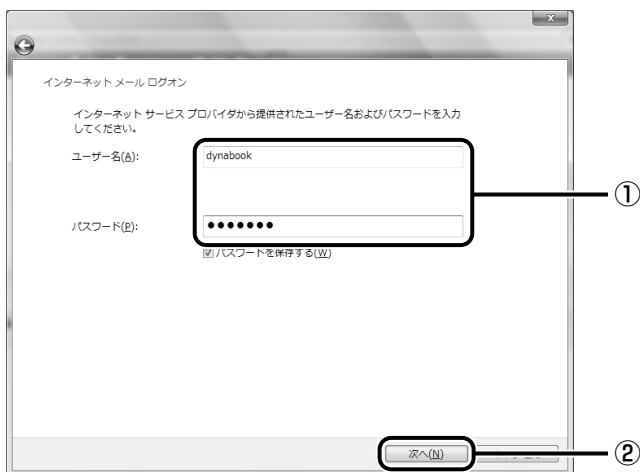 インターネット メール ログオン
インターネット サービス プロバイダから提供されたユーザー名およびパスワードを入力
してください。
ユーザー名(A):
dynabook
①
パスワード(P):
●●●●●●●
パスワードを保存する(W)
次へ(N)
②